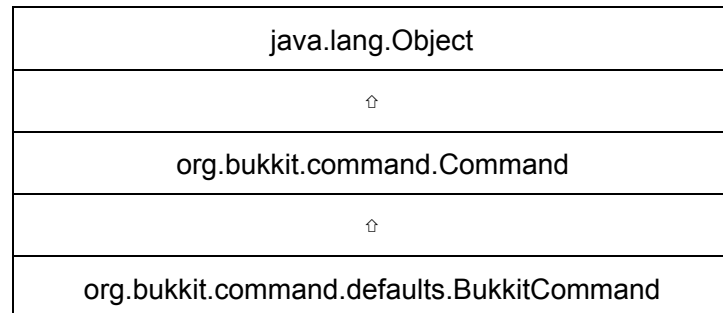 java.lang.Object
⇧
org.bukkit.command.Command
⇧
org.bukkit.command.defaults.BukkitCommand